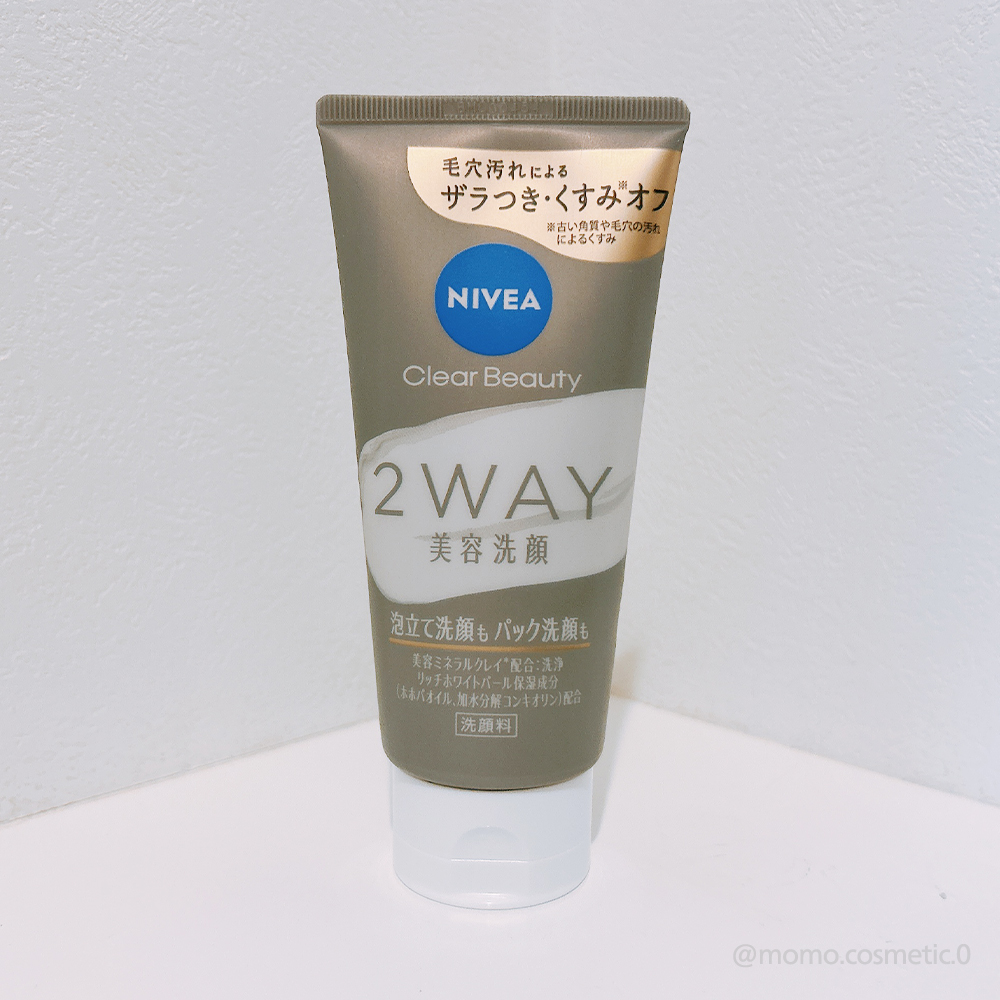 毛穴汚れによる
ザラつき・くすみ※オフ
※古い角質や毛穴の汚れ
によるくすみ
NIVEA
Clear Beauty
2 WAY
美容洗顔
泡立て洗顔も パック洗顔も
美容ミネラルクレイ*配合:洗浄
リッチホワイトパール保湿成分
(ホホバオイル、加水分解コンキオリン)配合
洗顔料
@momo.cosmetic.0